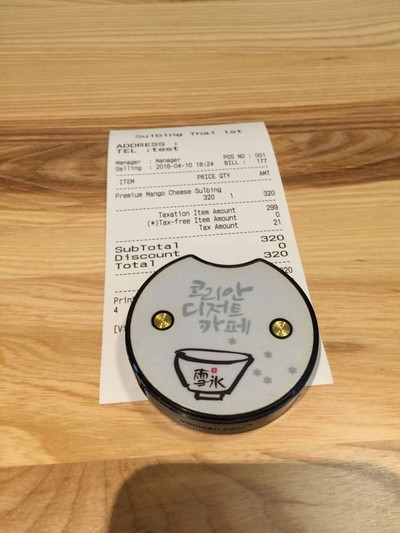 Sulbing Thai 1st
ADDRESS :
TEL :test
Manager : Manager POS NO : 001
Selling : 2016-04-10 18:24 BILL : 177
ITEM PRICE QTY AMT
Premium Mango Cheese Sulbing
320 1 320
Taxation Item Amount 299
(*)Tax-free Item Amount 0
Tax Amount 21
SubTotal 320
Discount 0
Total 320
코리안
디저트
카페
雪氷